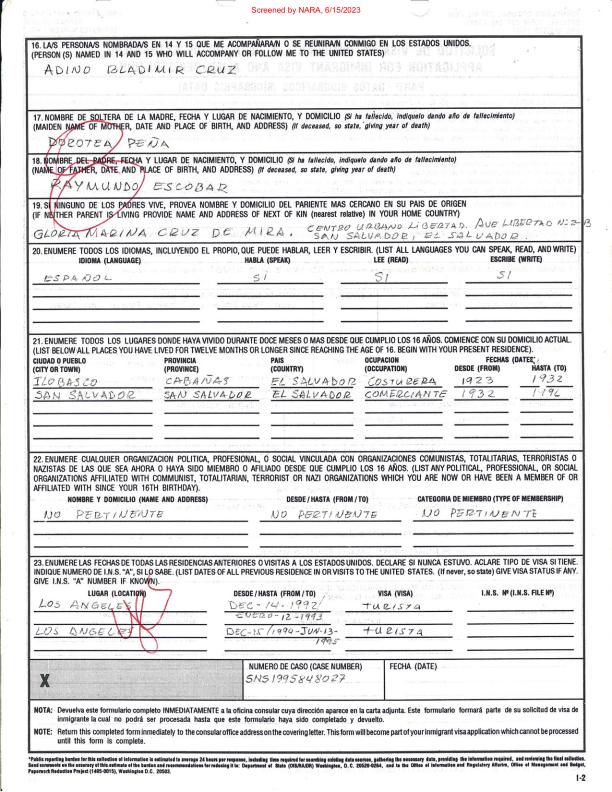 Screened by NARA, 6/15/2023
16. LA/S PERSONA/S NOMBRADA/S EN 14 Y 15 QUE ME ACOMPAÑARA/N O SE REUNIRA/N CONMIGO EN LOS ESTADOS UNIDOS.
(PERSON (S) NAMED IN 14 AND 15 WHO WILL ACCOMPANY OR FOLLOW ME TO THE UNITED STATES)
ADINO BLADIMIR CRUZ
17. NOMBRE DE SOLTERA DE LA MADRE, FECHA Y LUGAR DE NACIMIENTO, Y DOMICILIO (Si ha fallecido, indíquelo dando año de fallecimiento)
(MAIDEN NAME OF MOTHER, DATE AND PLACE OF BIRTH, AND ADDRESS) (If deceased, so state, giving year of death)
DOROTEA PEÑA
18. NOMBRE DEL PADRE, FECHA Y LUGAR DE NACIMIENTO, Y DOMICILIO (Si ha fallecido, indíquelo dando año de fallecimiento)
(NAME OF FATHER, DATE AND PLACE OF BIRTH, AND ADDRESS) (If deceased, so state, giving year of death)
RAYMUNDO ESCOBAR
19. SI NINGUNO DE LOS PADRES VIVE, PROVEA NOMBRE Y DOMICILIO DEL PARIENTE MAS CERCANO EN SU PAIS DE ORIGEN
(IF NEITHER PARENT IS LIVING PROVIDE NAME AND ADDRESS OF NEXT OF KIN (nearest relative) IN YOUR HOME COUNTRY)
GLORIA MARINA CRUZ DE MIRA. CENTRO URBANO LIBERTAD. AVE LIBERTAD Nº2-B
SAN SALVADOR, EL SALVADOR
20. ENUMERE TODOS LOS IDIOMAS, INCLUYENDO EL PROPIO, QUE PUEDE HABLAR, LEER Y ESCRIBIR. (LIST ALL LANGUAGES YOU CAN SPEAK, READ, AND WRITE)
IDIOMA (LANGUAGE) HABLA (SPEAK) LEE (READ) ESCRIBE (WRITE)
ESPAÑOL SI SI SI
21. ENUMERE TODOS LOS LUGARES DONDE HAYA VIVIDO DURANTE DOCE MESES O MAS DESDE QUE CUMPLIO LOS 16 AÑOS. COMIENCE CON SU DOMICILIO ACTUAL.
(LIST BELOW ALL PLACES YOU HAVE LIVED FOR TWELVE MONTHS OR LONGER SINCE REACHING THE AGE OF 16. BEGIN WITH YOUR PRESENT RESIDENCE).
CIUDAD O PUEBLO PROVINCIA PAIS OCUPACION FECHAS (DATES)
(CITY OR TOWN) (PROVINCE) (COUNTRY) (OCCUPATION) DESDE (FROM) HASTA (TO)
ILOBASCO CABAÑAS EL SALVADOR COSTURERA 1923 1932
SAN SALVADOR SAN SALVADOR EL SALVADOR COMERCIANTE 1932 1996
22. ENUMERE CUALQUIER ORGANIZACION POLITICA, PROFESIONAL, O SOCIAL VINCULADA CON ORGANIZACIONES COMUNISTAS, TOTALITARIAS, TERRORISTAS O
NAZISTAS DE LAS QUE SEA AHORA O HAYA SIDO MIEMBRO O AFILIADO DESDE QUE CUMPLIO LOS 16 AÑOS. (LIST ANY POLITICAL, PROFESSIONAL, OR SOCIAL
ORGANIZATIONS AFFILIATED WITH COMMUNIST, TOTALITARIAN, TERRORIST OR NAZI ORGANIZATIONS WHICH YOU ARE NOW OR HAVE BEEN A MEMBER OF OR
AFFILIATED WITH SINCE YOUR 16TH BIRTHDAY).
NOMBRE Y DOMICILIO (NAME AND ADDRESS) DESDE / HASTA (FROM / TO) CATEGORIA DE MIEMBRO (TYPE OF MEMBERSHIP)
NO PERTINENTE NO PERTINENTE NO PERTINENTE
23. ENUMERE LAS FECHAS DE TODAS LAS RESIDENCIAS ANTERIORES O VISITAS A LOS ESTADOS UNIDOS. DECLARE SI NUNCA ESTUVO. ACLARE TIPO DE VISA SI TIENE.
INDIQUE NUMERO DE I.N.S. "A", SI LO SABE. (LIST DATES OF ALL PREVIOUS RESIDENCE IN OR VISITS TO THE UNITED STATES. (If never, so state) GIVE VISA STATUS IF ANY.
GIVE I.N.S. "A" NUMBER IF KNOWN).
LUGAR (LOCATION) DESDE / HASTA (FROM / TO) VISA (VISA) I.N.S. Nº (I.N.S. FILE Nº)
LOS ANGELES DEC-14-1992/ TURISTA
ENERO-12-1993
LOS ANGELES DEC-15/1994-JUN-13- TURISTA
1995
X NUMERO DE CASO (CASE NUMBER) FECHA (DATE)
SNS1995848027
NOTA: Devuelva este formulario completo INMEDIATAMENTE a la oficina consular cuya dirección aparece en la carta adjunta. Este formulario formará parte de su solicitud de visa de
inmigrante la cual no podrá ser procesada hasta que este formulario haya sido completado y devuelto.
NOTE: Return this completed form immediately to the consular office address on the covering letter. This form will become part of your immigrant visa application which cannot be processed
until this form is complete.
*Public reporting burden for this collection of information is estimated to average 24 hours per response, including time required for searching existing data sources, gathering the necessary data, providing the information required, and reviewing the final collection.
Send comments on the accuracy of this estimate of the burden and recommendations for reducing it to: Department of State (OIS/RA/DR) Washington, D. C. 20520-0264, and to the Office of Information and Regulatory Affairs, Office of Management and Budget,
Paperwork Reduction Project (1405-0015), Washington D.C. 20503.
1-2